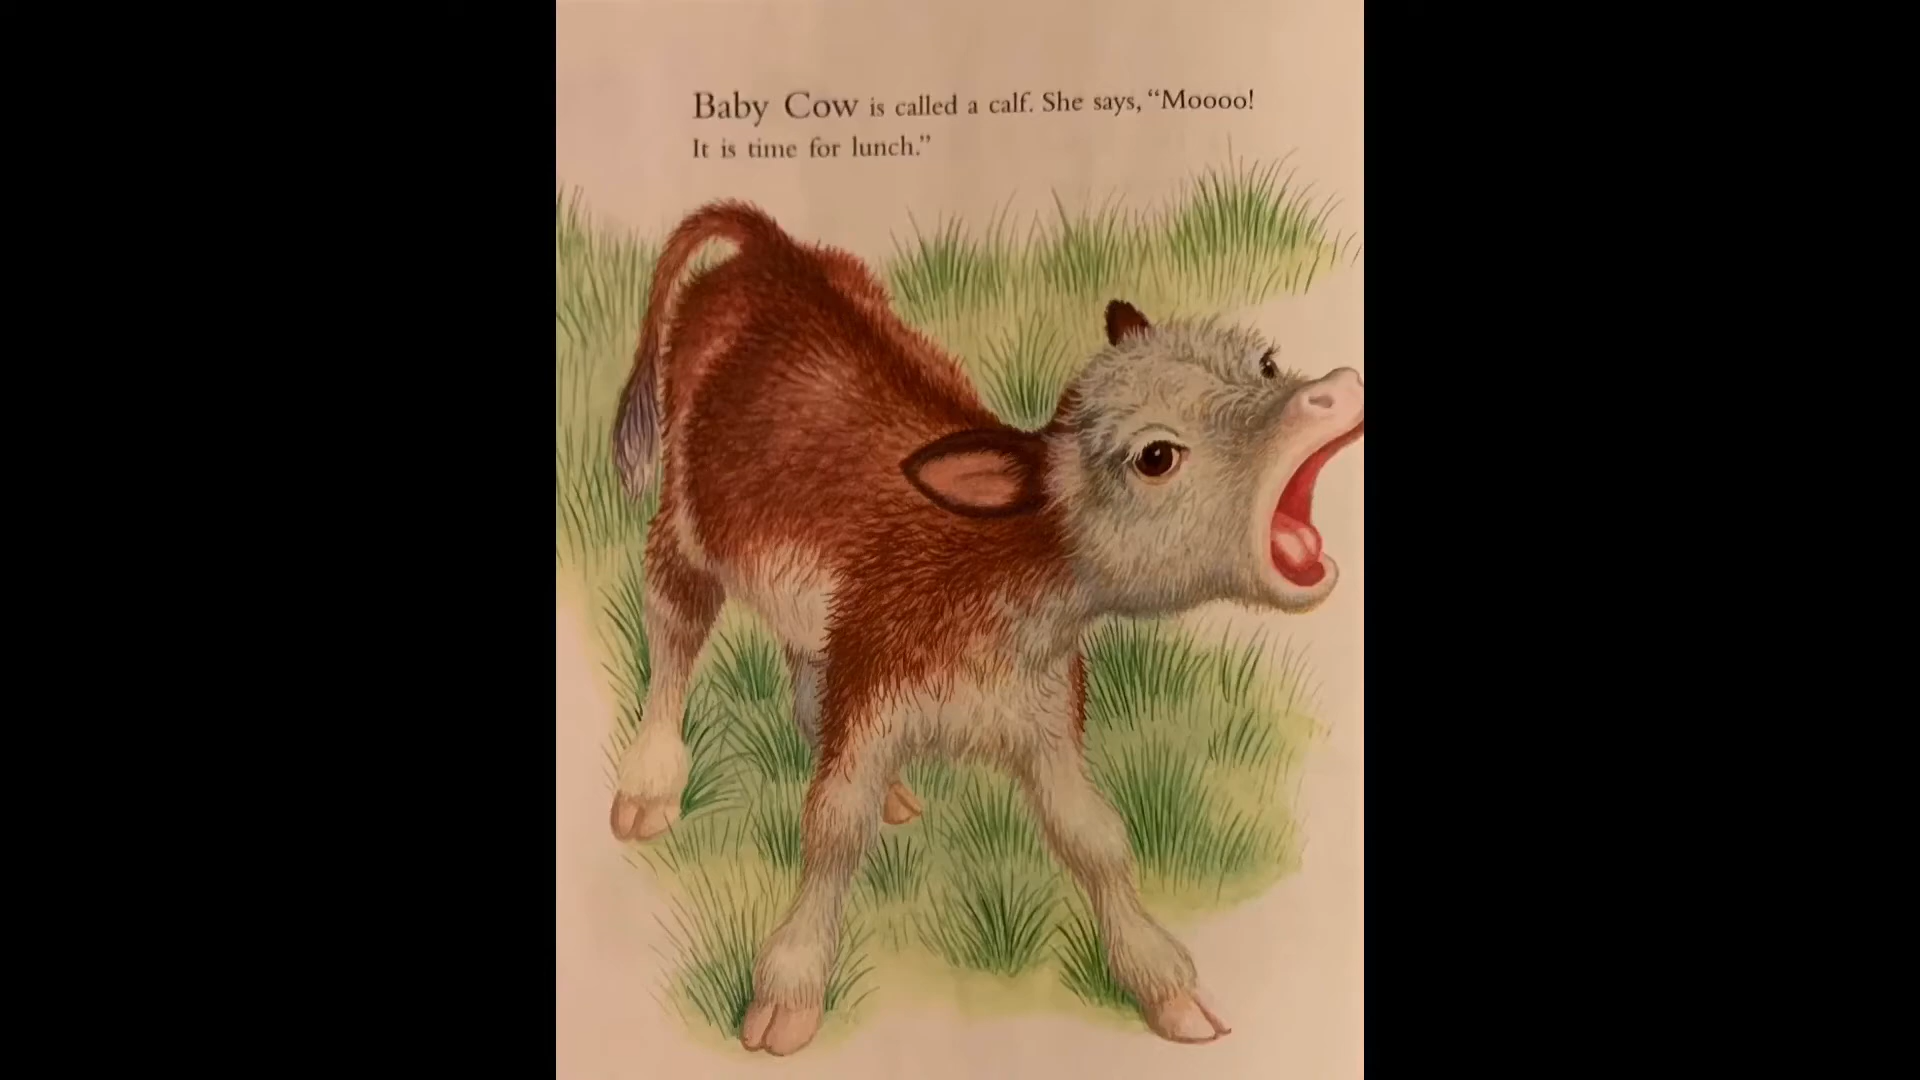 Baby Cow is called a calf. She says, “Moooo!
It is time for lunch.”